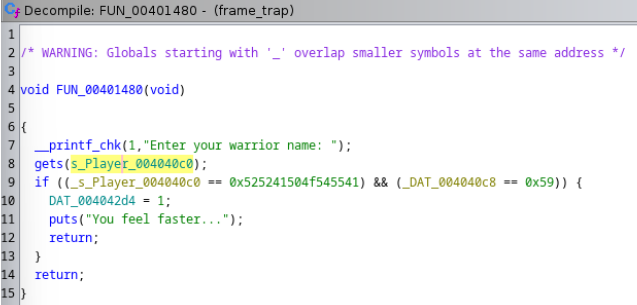 Decompile: FUN_00401480 - (frame_trap)
1
2 /* WARNING: Globals starting with '_' overlap smaller symbols at the same address */
3
4 void FUN_00401480(void)
5
6 {
7 __printf_chk(1,"Enter your warrior name: ");
8 gets(s_Player_004040c0);
9 if ((_s_Player_004040c0 == 0x525241504f545541) && (_DAT_004040c8 == 0x59)) {
10 DAT_004042d4 = 1;
11 puts("You feel faster...");
12 return;
13 }
14 return;
15 }